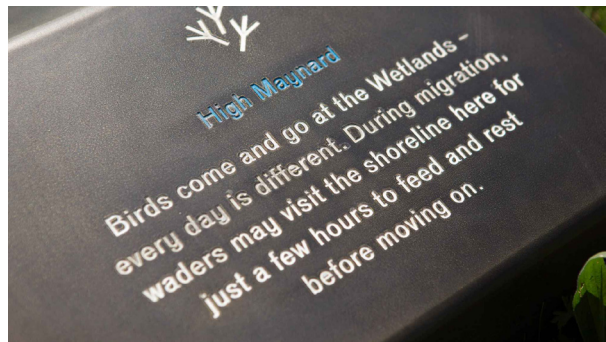 High Maynard
Birds come and go at the Wetlands –
every day is different. During migration,
waders may visit the shoreline here for
just a few hours to feed and rest
before moving on.